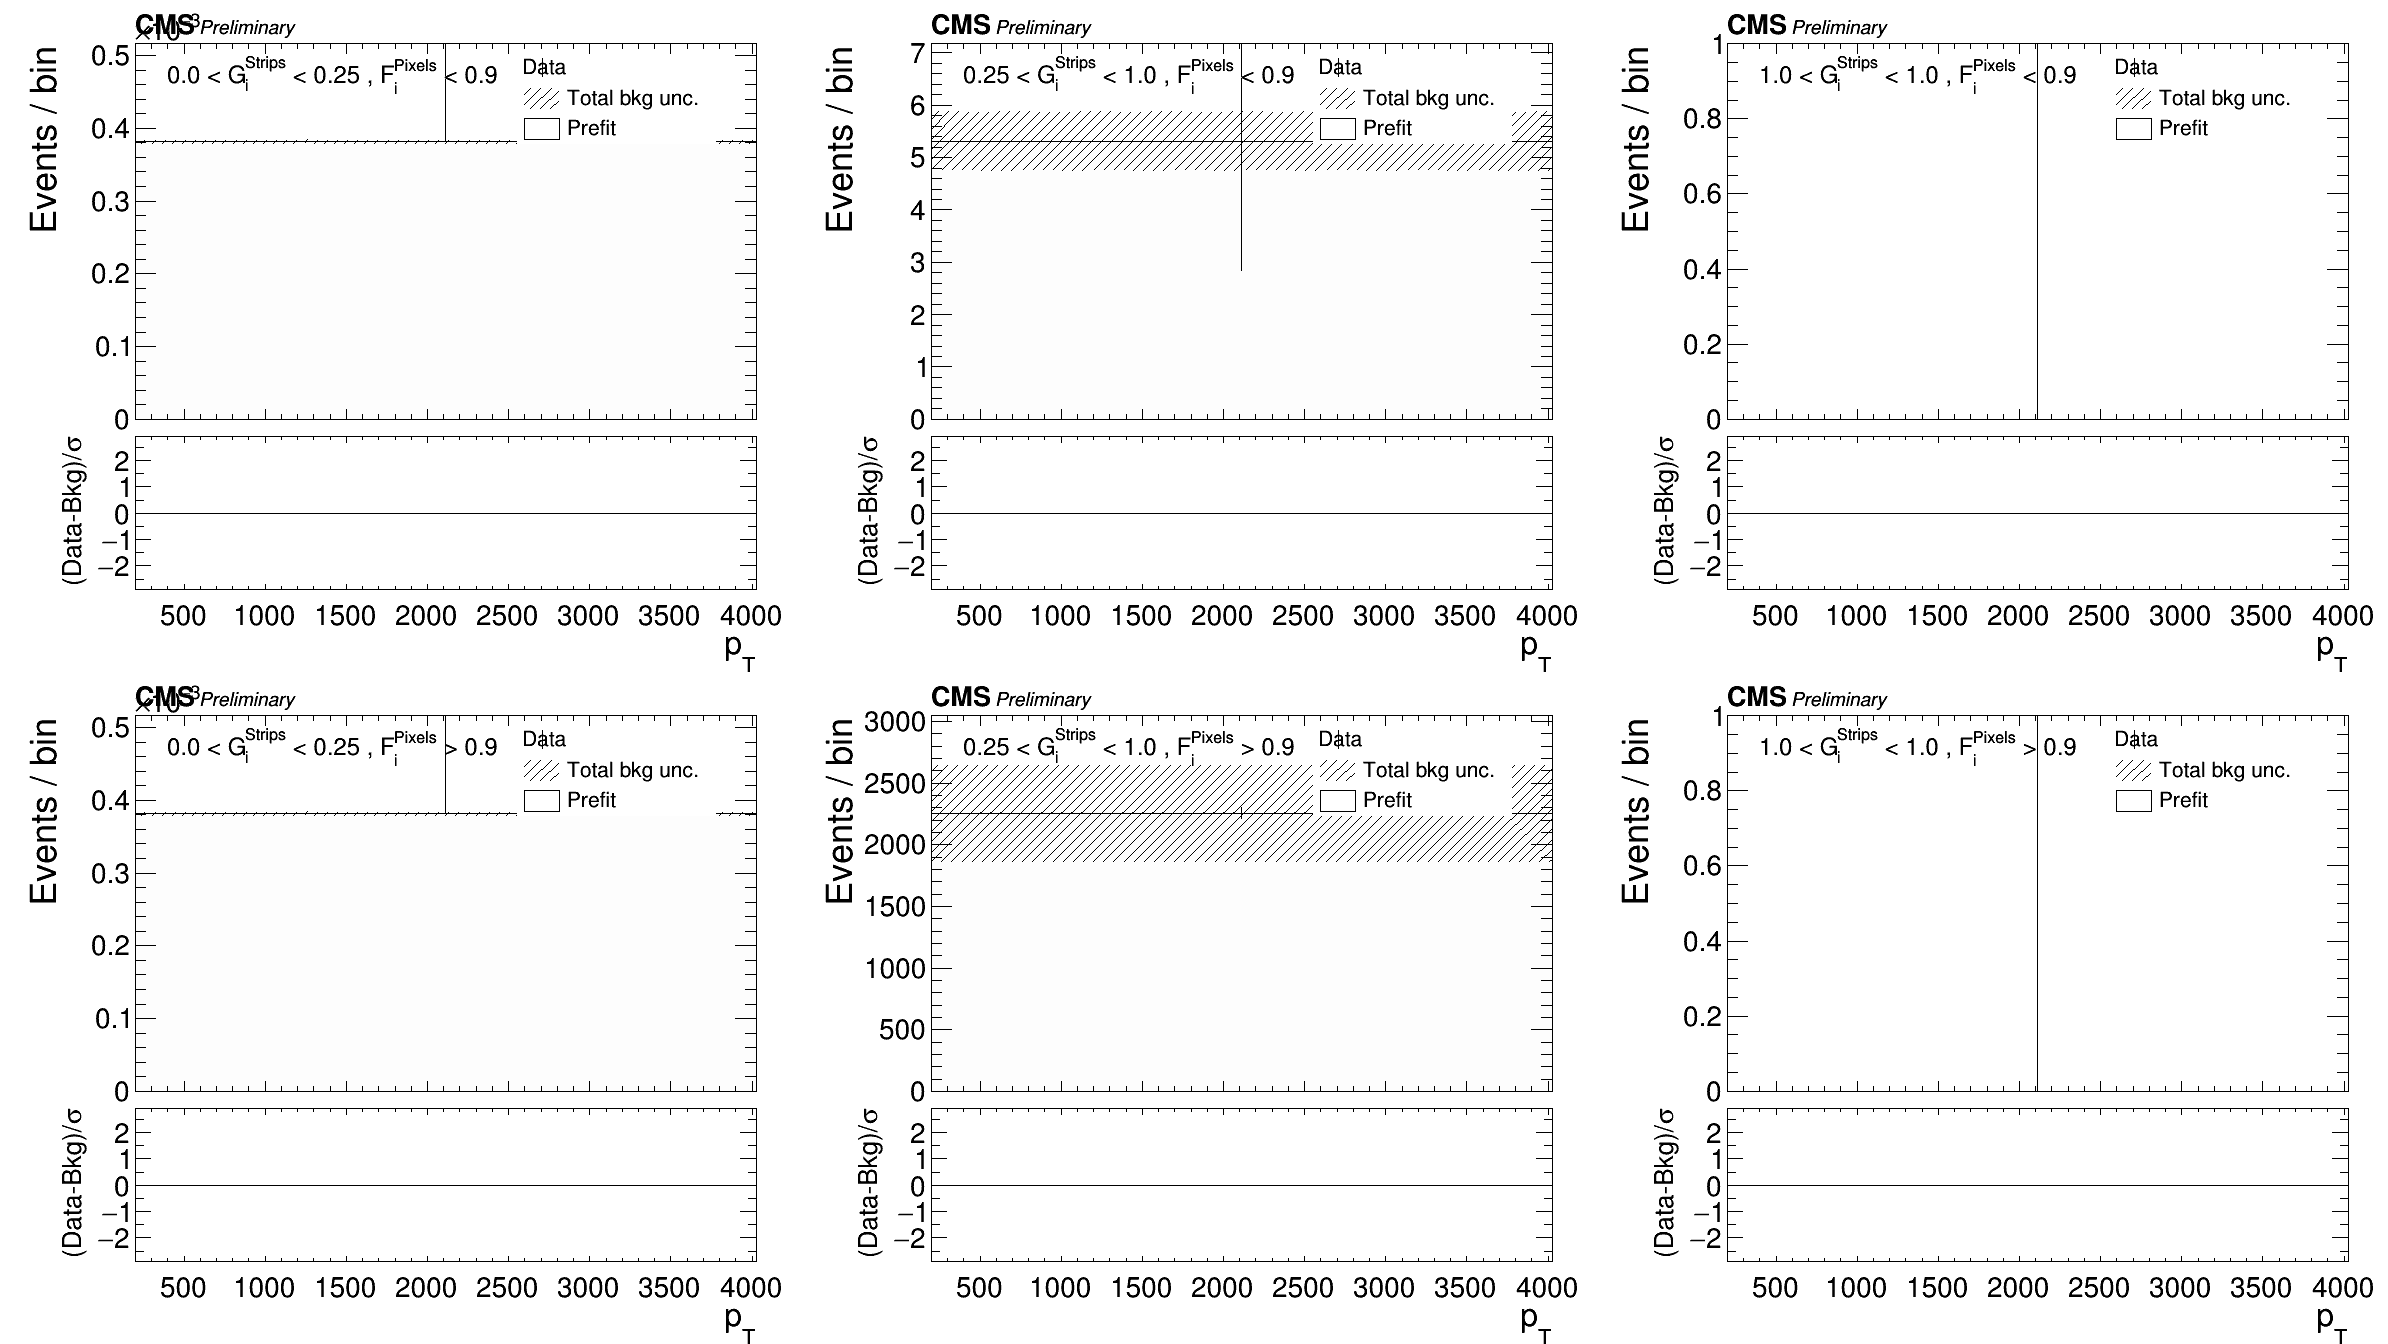 CMS Preliminary
×10⁻³
Events / bin
0.0 < G_i^Strips < 0.25 , F_i^Pixels < 0.9
Data
Total bkg unc.
Prefit
0.5
0.4
0.3
0.2
0.1
0
(Data-Bkg)/σ
2
1
0
−1
−2
500 1000 1500 2000 2500 3000 3500 4000
p_T
CMS Preliminary
Events / bin
0.25 < G_i^Strips < 1.0 , F_i^Pixels < 0.9
Data
Total bkg unc.
Prefit
7
6
5
4
3
2
1
0
(Data-Bkg)/σ
2
1
0
−1
−2
500 1000 1500 2000 2500 3000 3500 4000
p_T
CMS Preliminary
Events / bin
1.0 < G_i^Strips < 1.0 , F_i^Pixels < 0.9
Data
Total bkg unc.
Prefit
1
0.8
0.6
0.4
0.2
0
(Data-Bkg)/σ
2
1
0
−1
−2
500 1000 1500 2000 2500 3000 3500 4000
p_T
CMS Preliminary
×10⁻³
Events / bin
0.0 < G_i^Strips < 0.25 , F_i^Pixels > 0.9
Data
Total bkg unc.
Prefit
0.5
0.4
0.3
0.2
0.1
0
(Data-Bkg)/σ
2
1
0
−1
−2
500 1000 1500 2000 2500 3000 3500 4000
p_T
CMS Preliminary
Events / bin
0.25 < G_i^Strips < 1.0 , F_i^Pixels > 0.9
Data
Total bkg unc.
Prefit
3000
2500
2000
1500
1000
500
0
(Data-Bkg)/σ
2
1
0
−1
−2
500 1000 1500 2000 2500 3000 3500 4000
p_T
CMS Preliminary
Events / bin
1.0 < G_i^Strips < 1.0 , F_i^Pixels > 0.9
Data
Total bkg unc.
Prefit
1
0.8
0.6
0.4
0.2
0
(Data-Bkg)/σ
2
1
0
−1
−2
500 1000 1500 2000 2500 3000 3500 4000
p_T